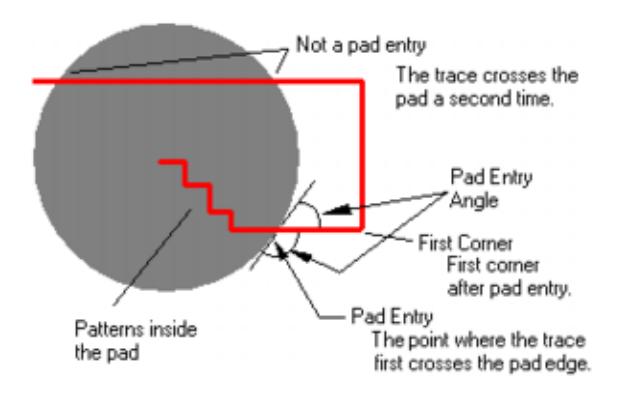 Not a pad entry
The trace crosses the
pad a second time.
Pad Entry
Angle
First Corner
First corner
after pad entry.
Pad Entry
The point where the trace
first crosses the pad edge.
Patterns inside
the pad